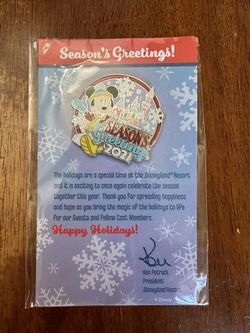 Season's Greetings!
SEASON'S
Greetings
2021
The holidays are a special time at the Disneyland® Resort
and it is exciting to once again celebrate the season
together this year. Thank you for spreading happiness
and hope as you bring the magic of the holidays to life
for our Guests and Fellow Cast Members.
Happy Holidays!
Ken
Ken Potrock
President
Disneyland Resort
© Disney